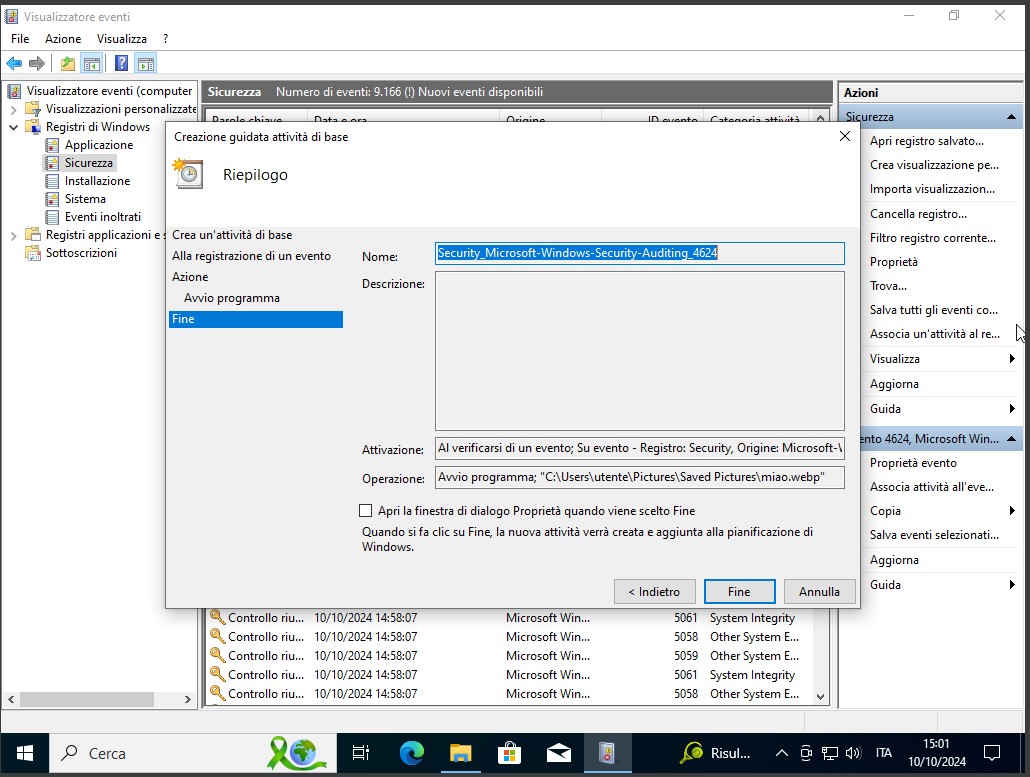 Visualizzatore eventi
File Azione Visualizza ?
Visualizzatore eventi (computer
Visualizzazioni personalizzate
Registri di Windows
Applicazione
Sicurezza
Installazione
Sistema
Eventi inoltrati
Registri applicazioni e s
Sottoscrizioni
Sicurezza Numero di eventi: 9.166 (!) Nuovi eventi disponibili
Parole chiave Data e ora Origine ID evento Categoria attività
Creazione guidata attività di base
Riepilogo
Crea un'attività di base
Alla registrazione di un evento
Azione
Avvio programma
Fine
Nome: Security_Microsoft-Windows-Security-Auditing_4624
Descrizione:
Attivazione: Al verificarsi di un evento; Su evento - Registro: Security, Origine: Microsoft-\
Operazione: Avvio programma; "C:\Users\utente\Pictures\Saved Pictures\miao.webp"
Apri la finestra di dialogo Proprietà quando viene scelto Fine
Quando si fa clic su Fine, la nuova attività verrà creata e aggiunta alla pianificazione di
Windows.
< Indietro Fine Annulla
Controllo riu... 10/10/2024 14:58:07 Microsoft Win... 5061 System Integrity
Controllo riu... 10/10/2024 14:58:07 Microsoft Win... 5058 Other System E...
Controllo riu... 10/10/2024 14:58:07 Microsoft Win... 5059 Other System E...
Controllo riu... 10/10/2024 14:58:07 Microsoft Win... 5061 System Integrity
Controllo riu... 10/10/2024 14:58:07 Microsoft Win... 5058 Other System E...
Azioni
Sicurezza
Apri registro salvato...
Crea visualizzazione pe...
Importa visualizzazion...
Cancella registro...
Filtro registro corrente...
Proprietà
Trova...
Salva tutti gli eventi co...
Associa un'attività al re...
Visualizza
Aggiorna
Guida
ento 4624, Microsoft Win...
Proprietà evento
Associa attività all'eve...
Copia
Salva eventi selezionati...
Aggiorna
Guida
Cerca
Risul...
ITA
15:01
10/10/2024